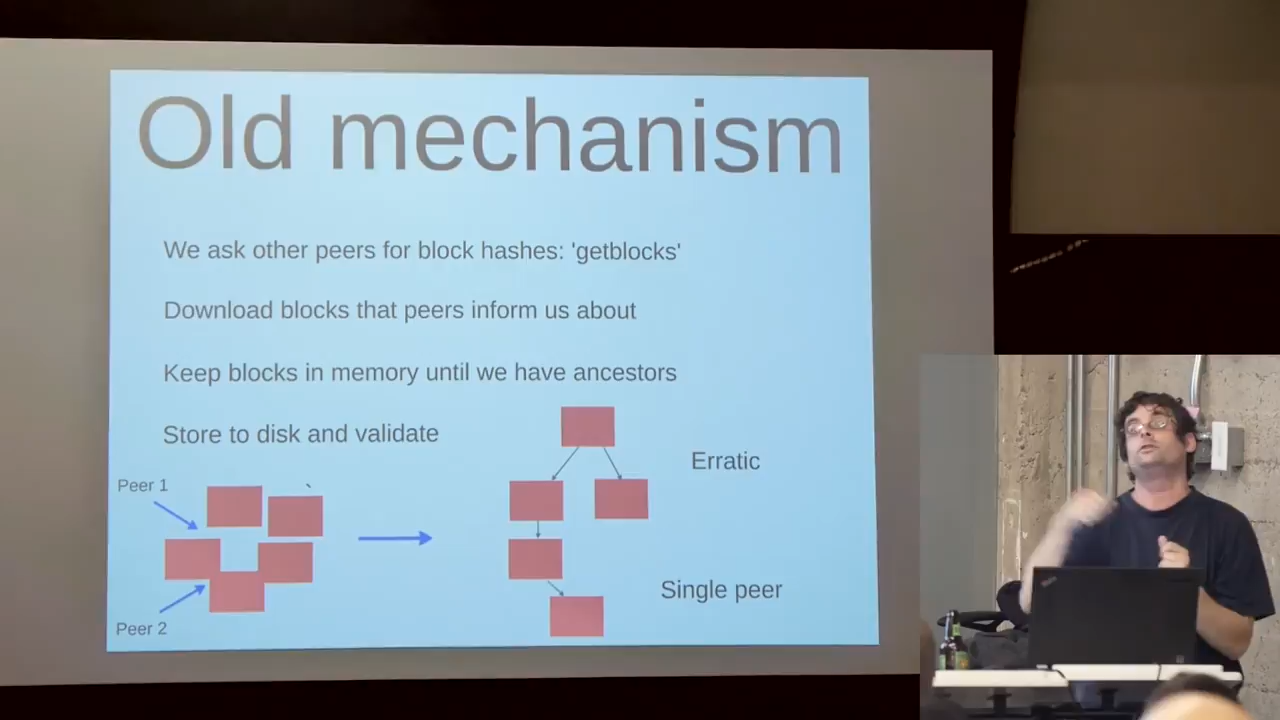 Old mechanism
We ask other peers for block hashes: 'getblocks'
Download blocks that peers inform us about
Keep blocks in memory until we have ancestors
Store to disk and validate
Erratic
Peer 1
Single peer
Peer 2